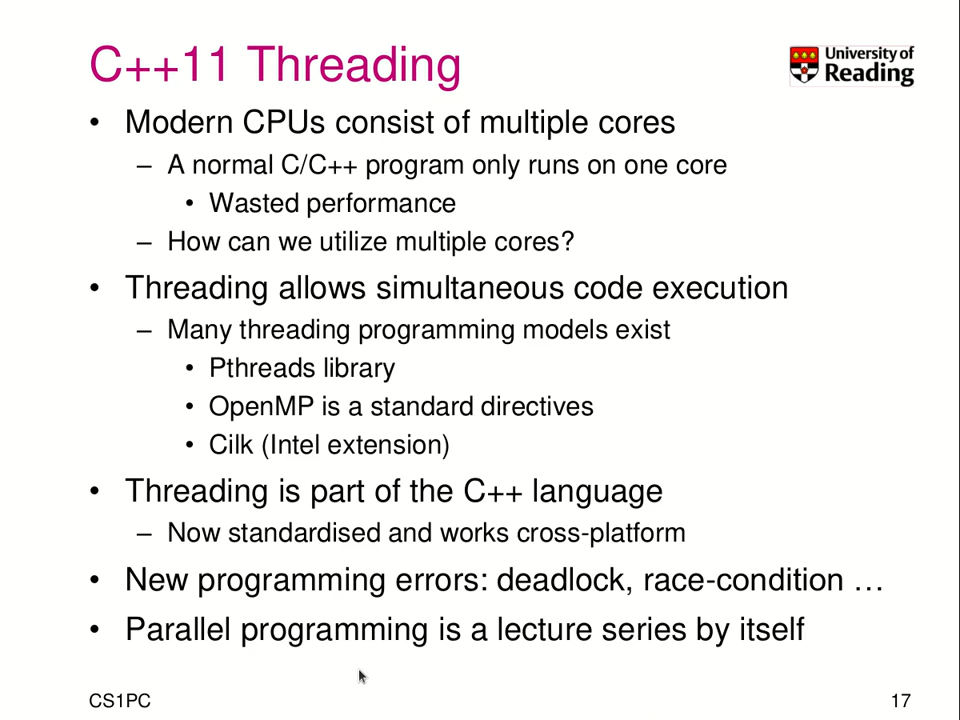 C++11 Threading
University of
Reading
• Modern CPUs consist of multiple cores
– A normal C/C++ program only runs on one core
• Wasted performance
– How can we utilize multiple cores?
• Threading allows simultaneous code execution
– Many threading programming models exist
• Pthreads library
• OpenMP is a standard directives
• Cilk (Intel extension)
• Threading is part of the C++ language
– Now standardised and works cross-platform
• New programming errors: deadlock, race-condition …
• Parallel programming is a lecture series by itself
CS1PC
17